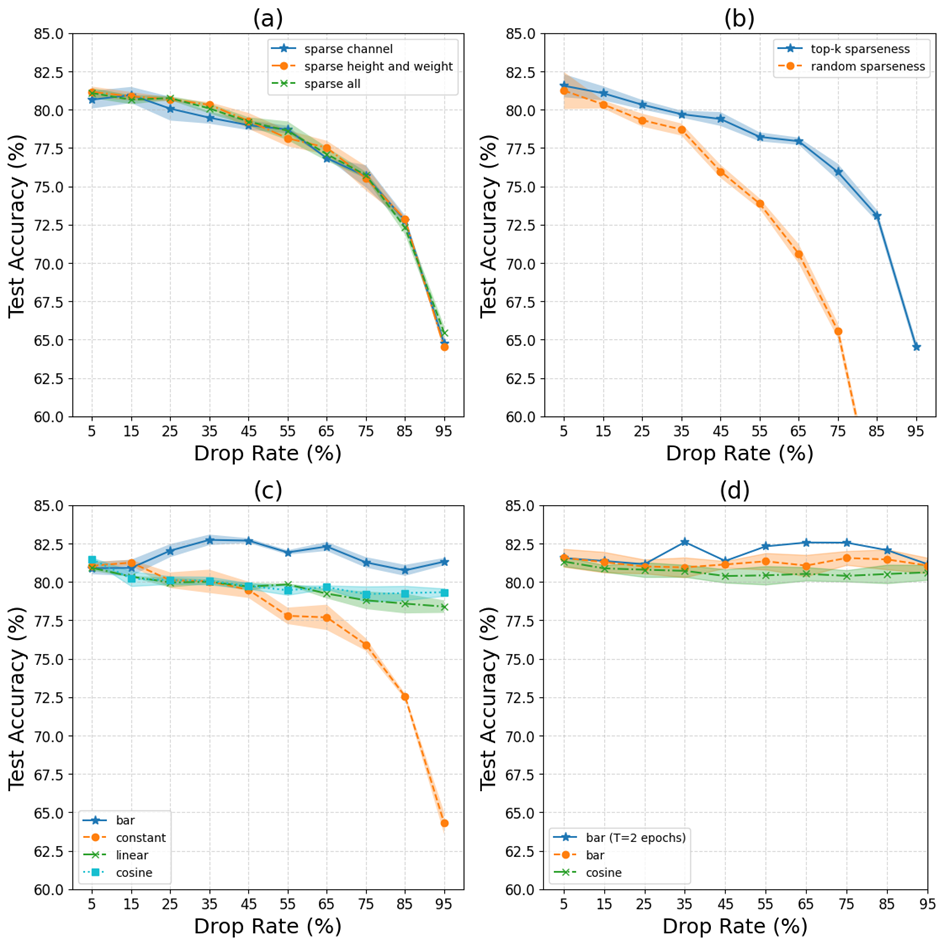 (a)
85.0
82.5
80.0
77.5
75.0
72.5
70.0
67.5
65.0
62.5
60.0
Test Accuracy (%)
sparse channel
sparse height and weight
sparse all
5 15 25 35 45 55 65 75 85 95
Drop Rate (%)
(b)
85.0
82.5
80.0
77.5
75.0
72.5
70.0
67.5
65.0
62.5
60.0
Test Accuracy (%)
top-k sparseness
random sparseness
5 15 25 35 45 55 65 75 85 95
Drop Rate (%)
(c)
85.0
82.5
80.0
77.5
75.0
72.5
70.0
67.5
65.0
62.5
60.0
Test Accuracy (%)
bar
constant
linear
cosine
5 15 25 35 45 55 65 75 85 95
Drop Rate (%)
(d)
85.0
82.5
80.0
77.5
75.0
72.5
70.0
67.5
65.0
62.5
60.0
Test Accuracy (%)
bar (T=2 epochs)
bar
cosine
5 15 25 35 45 55 65 75 85 95
Drop Rate (%)